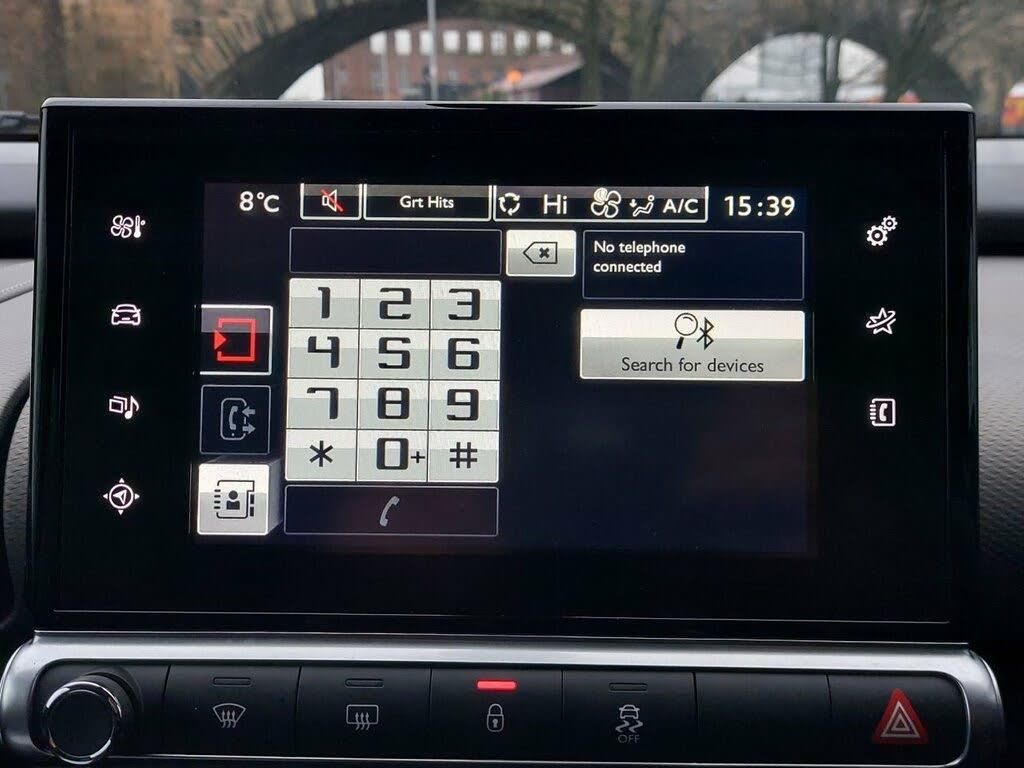 8°C
Grt Hits
Hi
A/C
15:39
No telephone
connected
1 2 3
4 5 6
7 8 9
* 0+ #
Search for devices
OFF